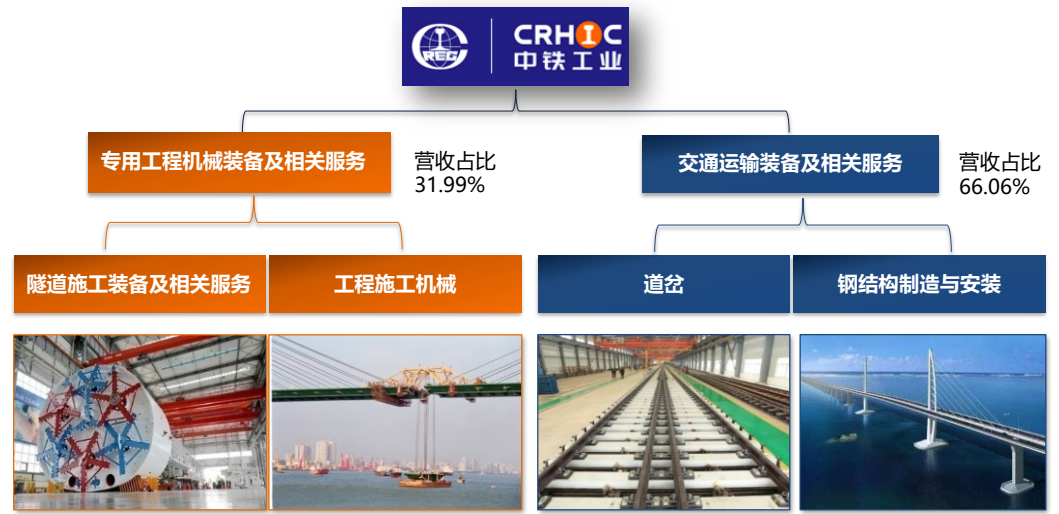 CREG
CRHIC
中铁工业
专用工程机械装备及相关服务
营收占比
31.99%
交通运输装备及相关服务
营收占比
66.06%
隧道施工装备及相关服务
工程施工机械
道岔
钢结构制造与安装